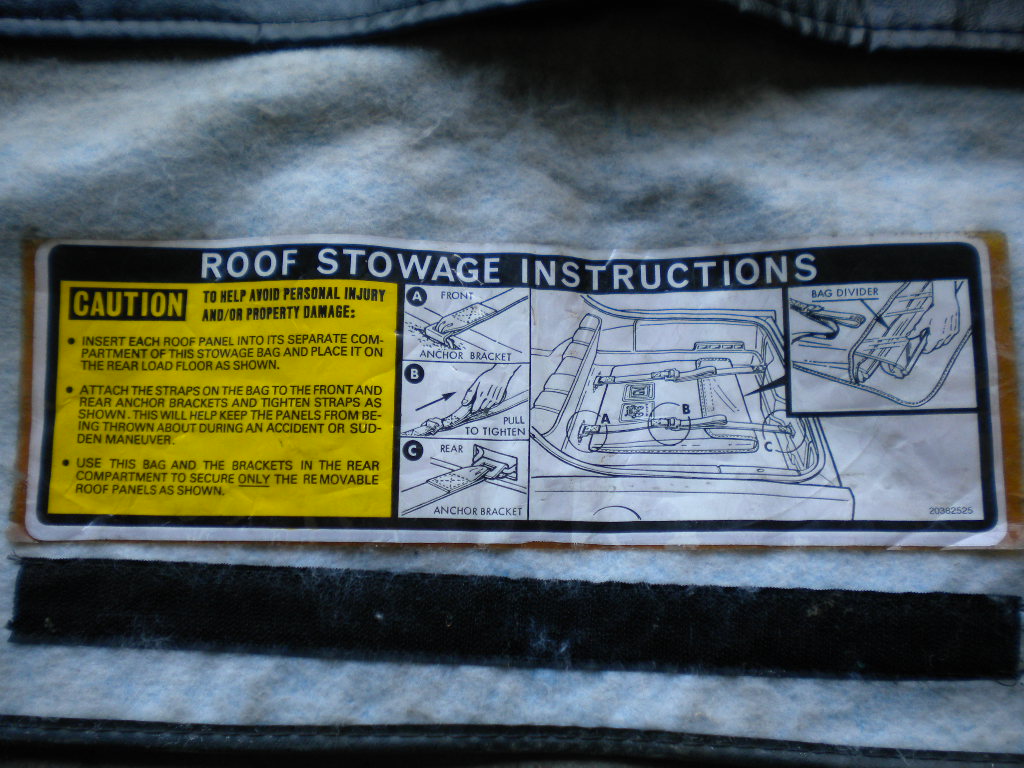 ROOF STOWAGE INSTRUCTIONS
CAUTION
TO HELP AVOID PERSONAL INJURY
AND/OR PROPERTY DAMAGE:
• INSERT EACH ROOF PANEL INTO ITS SEPARATE COM-
PARTMENT OF THIS STOWAGE BAG AND PLACE IT ON
THE REAR LOAD FLOOR AS SHOWN.
• ATTACH THE STRAPS ON THE BAG TO THE FRONT AND
REAR ANCHOR BRACKETS AND TIGHTEN STRAPS AS
SHOWN. THIS WILL HELP KEEP THE PANELS FROM BE-
ING THROWN ABOUT DURING AN ACCIDENT OR SUD-
DEN MANEUVER.
• USE THIS BAG AND THE BRACKETS IN THE REAR
COMPARTMENT TO SECURE ONLY THE REMOVABLE
ROOF PANELS AS SHOWN.
A FRONT
ANCHOR BRACKET
B
PULL
TO TIGHTEN
C REAR
ANCHOR BRACKET
A
B
C
BAG DIVIDER
20382525